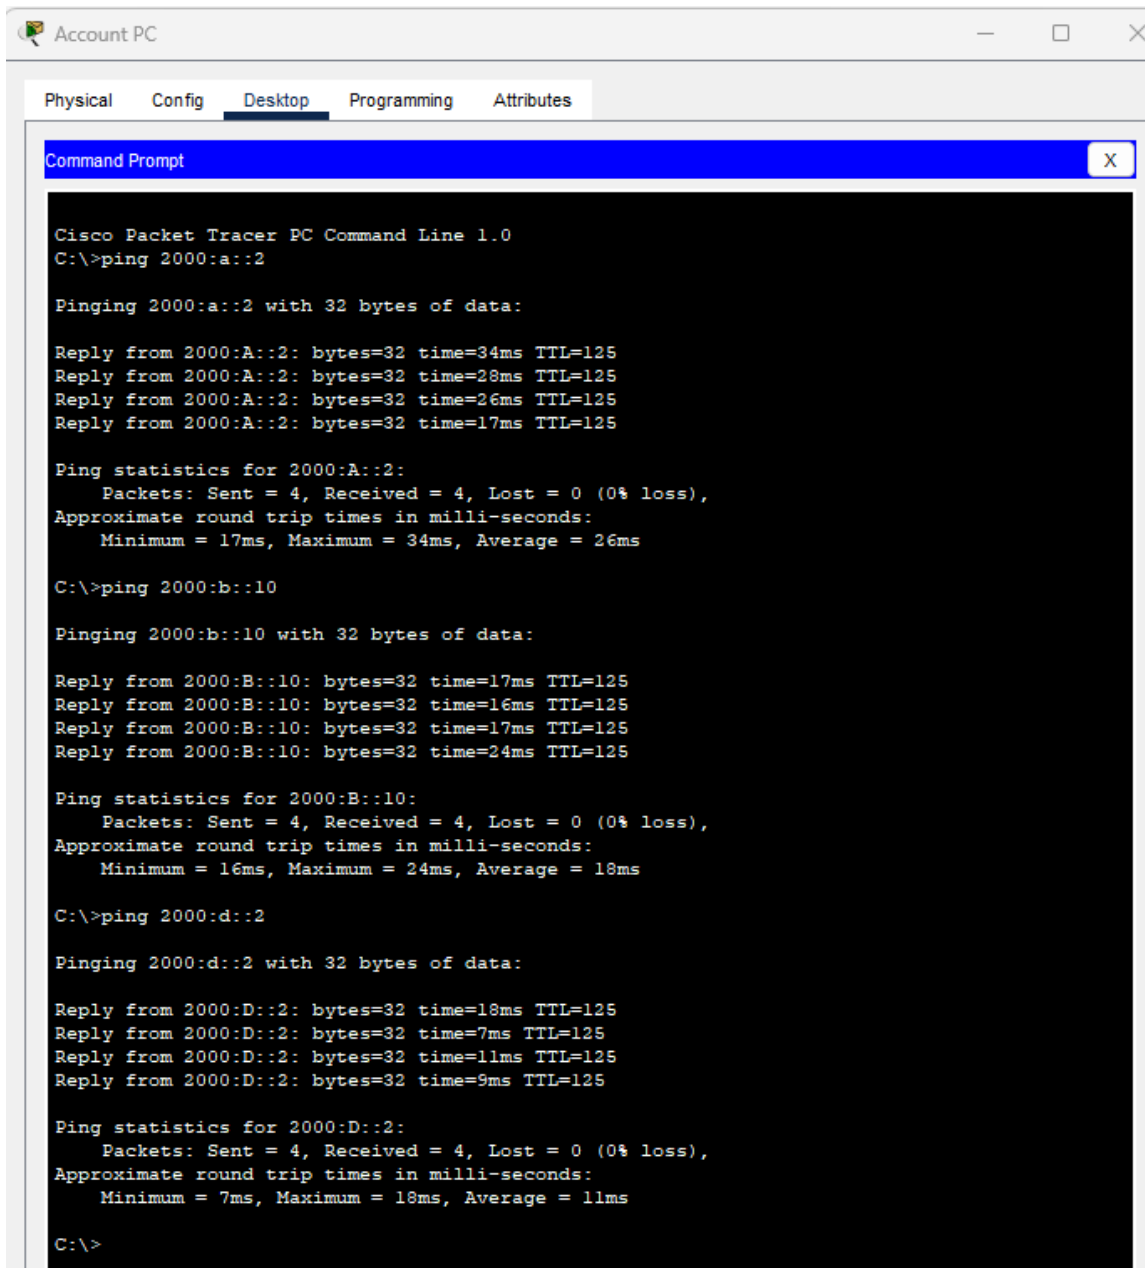 Account PC
Physical Config Desktop Programming Attributes
Command Prompt
X
Cisco Packet Tracer PC Command Line 1.0
C:\>ping 2000:a::2
Pinging 2000:a::2 with 32 bytes of data:
Reply from 2000:A::2: bytes=32 time=34ms TTL=125
Reply from 2000:A::2: bytes=32 time=28ms TTL=125
Reply from 2000:A::2: bytes=32 time=26ms TTL=125
Reply from 2000:A::2: bytes=32 time=17ms TTL=125
Ping statistics for 2000:A::2:
Packets: Sent = 4, Received = 4, Lost = 0 (0% loss),
Approximate round trip times in milli-seconds:
Minimum = 17ms, Maximum = 34ms, Average = 26ms
C:\>ping 2000:b::10
Pinging 2000:b::10 with 32 bytes of data:
Reply from 2000:B::10: bytes=32 time=17ms TTL=125
Reply from 2000:B::10: bytes=32 time=16ms TTL=125
Reply from 2000:B::10: bytes=32 time=17ms TTL=125
Reply from 2000:B::10: bytes=32 time=24ms TTL=125
Ping statistics for 2000:B::10:
Packets: Sent = 4, Received = 4, Lost = 0 (0% loss),
Approximate round trip times in milli-seconds:
Minimum = 16ms, Maximum = 24ms, Average = 18ms
C:\>ping 2000:d::2
Pinging 2000:d::2 with 32 bytes of data:
Reply from 2000:D::2: bytes=32 time=18ms TTL=125
Reply from 2000:D::2: bytes=32 time=7ms TTL=125
Reply from 2000:D::2: bytes=32 time=11ms TTL=125
Reply from 2000:D::2: bytes=32 time=9ms TTL=125
Ping statistics for 2000:D::2:
Packets: Sent = 4, Received = 4, Lost = 0 (0% loss),
Approximate round trip times in milli-seconds:
Minimum = 7ms, Maximum = 18ms, Average = 11ms
C:\>